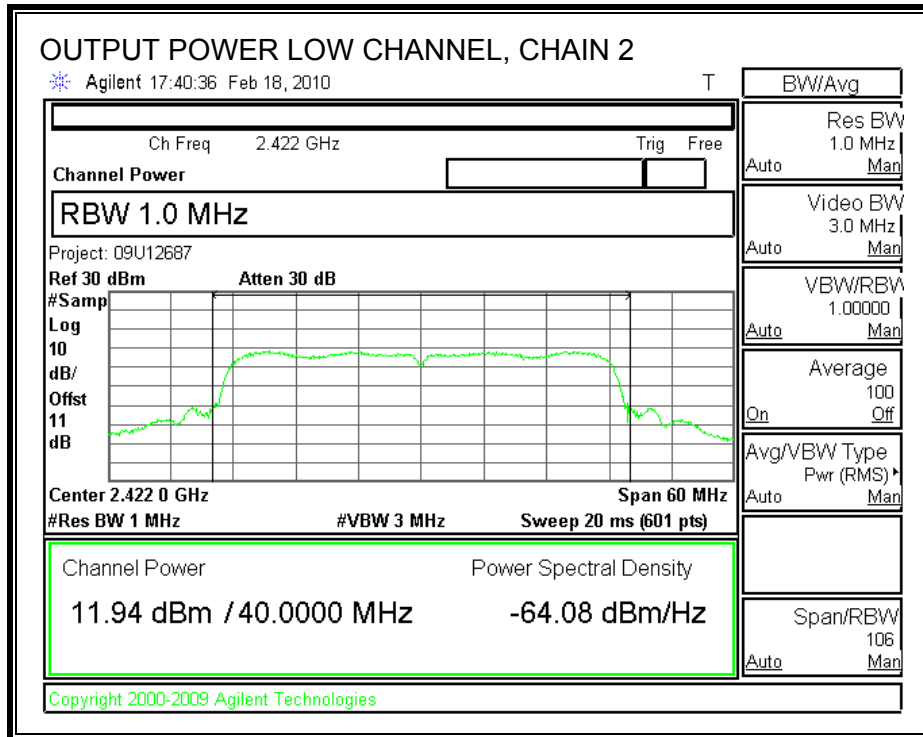 OUTPUT POWER LOW CHANNEL, CHAIN 2
Agilent 17:40:36 Feb 18, 2010 T
Ch Freq 2.422 GHz Trig Free
Channel Power
RBW 1.0 MHz
Project: 09U12687
Ref 30 dBm Atten 30 dB
#Samp
Log
10
dB/
Offst
11
dB
Center 2.422 0 GHz Span 60 MHz
#Res BW 1 MHz #VBW 3 MHz Sweep 20 ms (601 pts)
Channel Power Power Spectral Density
11.94 dBm / 40.0000 MHz -64.08 dBm/Hz
Copyright 2000-2009 Agilent Technologies
BW/Avg
Res BW
1.0 MHz
Auto Man
Video BW
3.0 MHz
Auto Man
VBW/RBW
1.00000
Auto Man
Average
100
On Off
Avg/VBW Type
Pwr (RMS)
Auto Man
Span/RBW
106
Auto Man